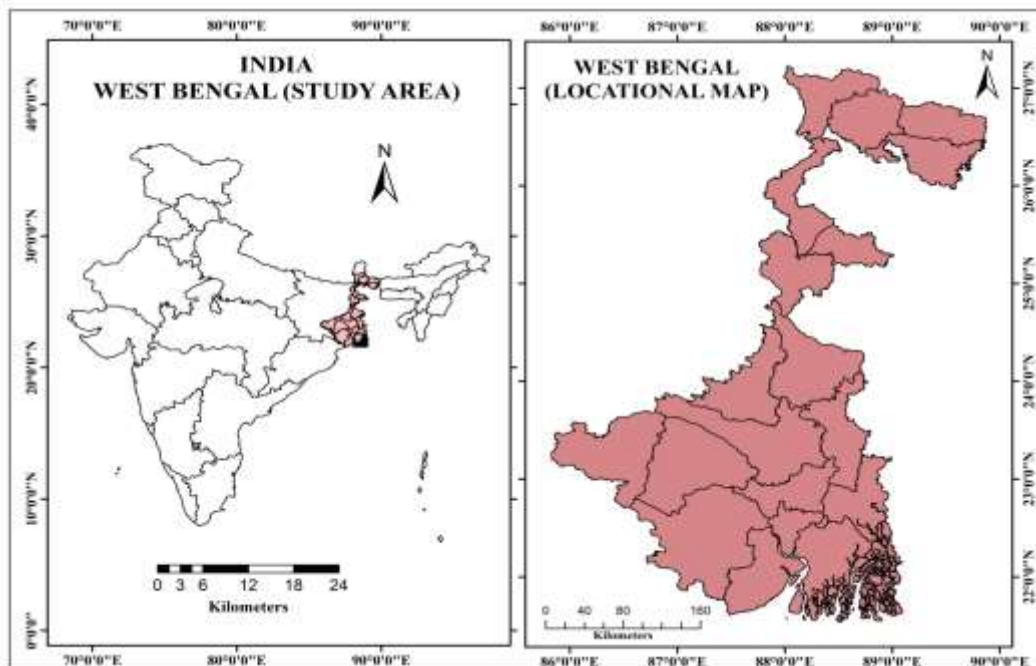 70°0'0"E 80°0'0"E 90°0'0"E
INDIA
WEST BENGAL (STUDY AREA)
N
40°0'0"N
30°0'0"N
20°0'0"N
10°0'0"N
0°0'0"
0 3 6 12 18 24
Kilometers
70°0'0"E 80°0'0"E 90°0'0"E
86°0'0"E 87°0'0"E 88°0'0"E 89°0'0"E 90°0'0"E
WEST BENGAL
(LOCATIONAL MAP)
N
27°0'0"N
26°0'0"N
25°0'0"N
24°0'0"N
23°0'0"N
22°0'0"N
0 40 80 160
Kilometers
86°0'0"E 87°0'0"E 88°0'0"E 89°0'0"E 90°0'0"E